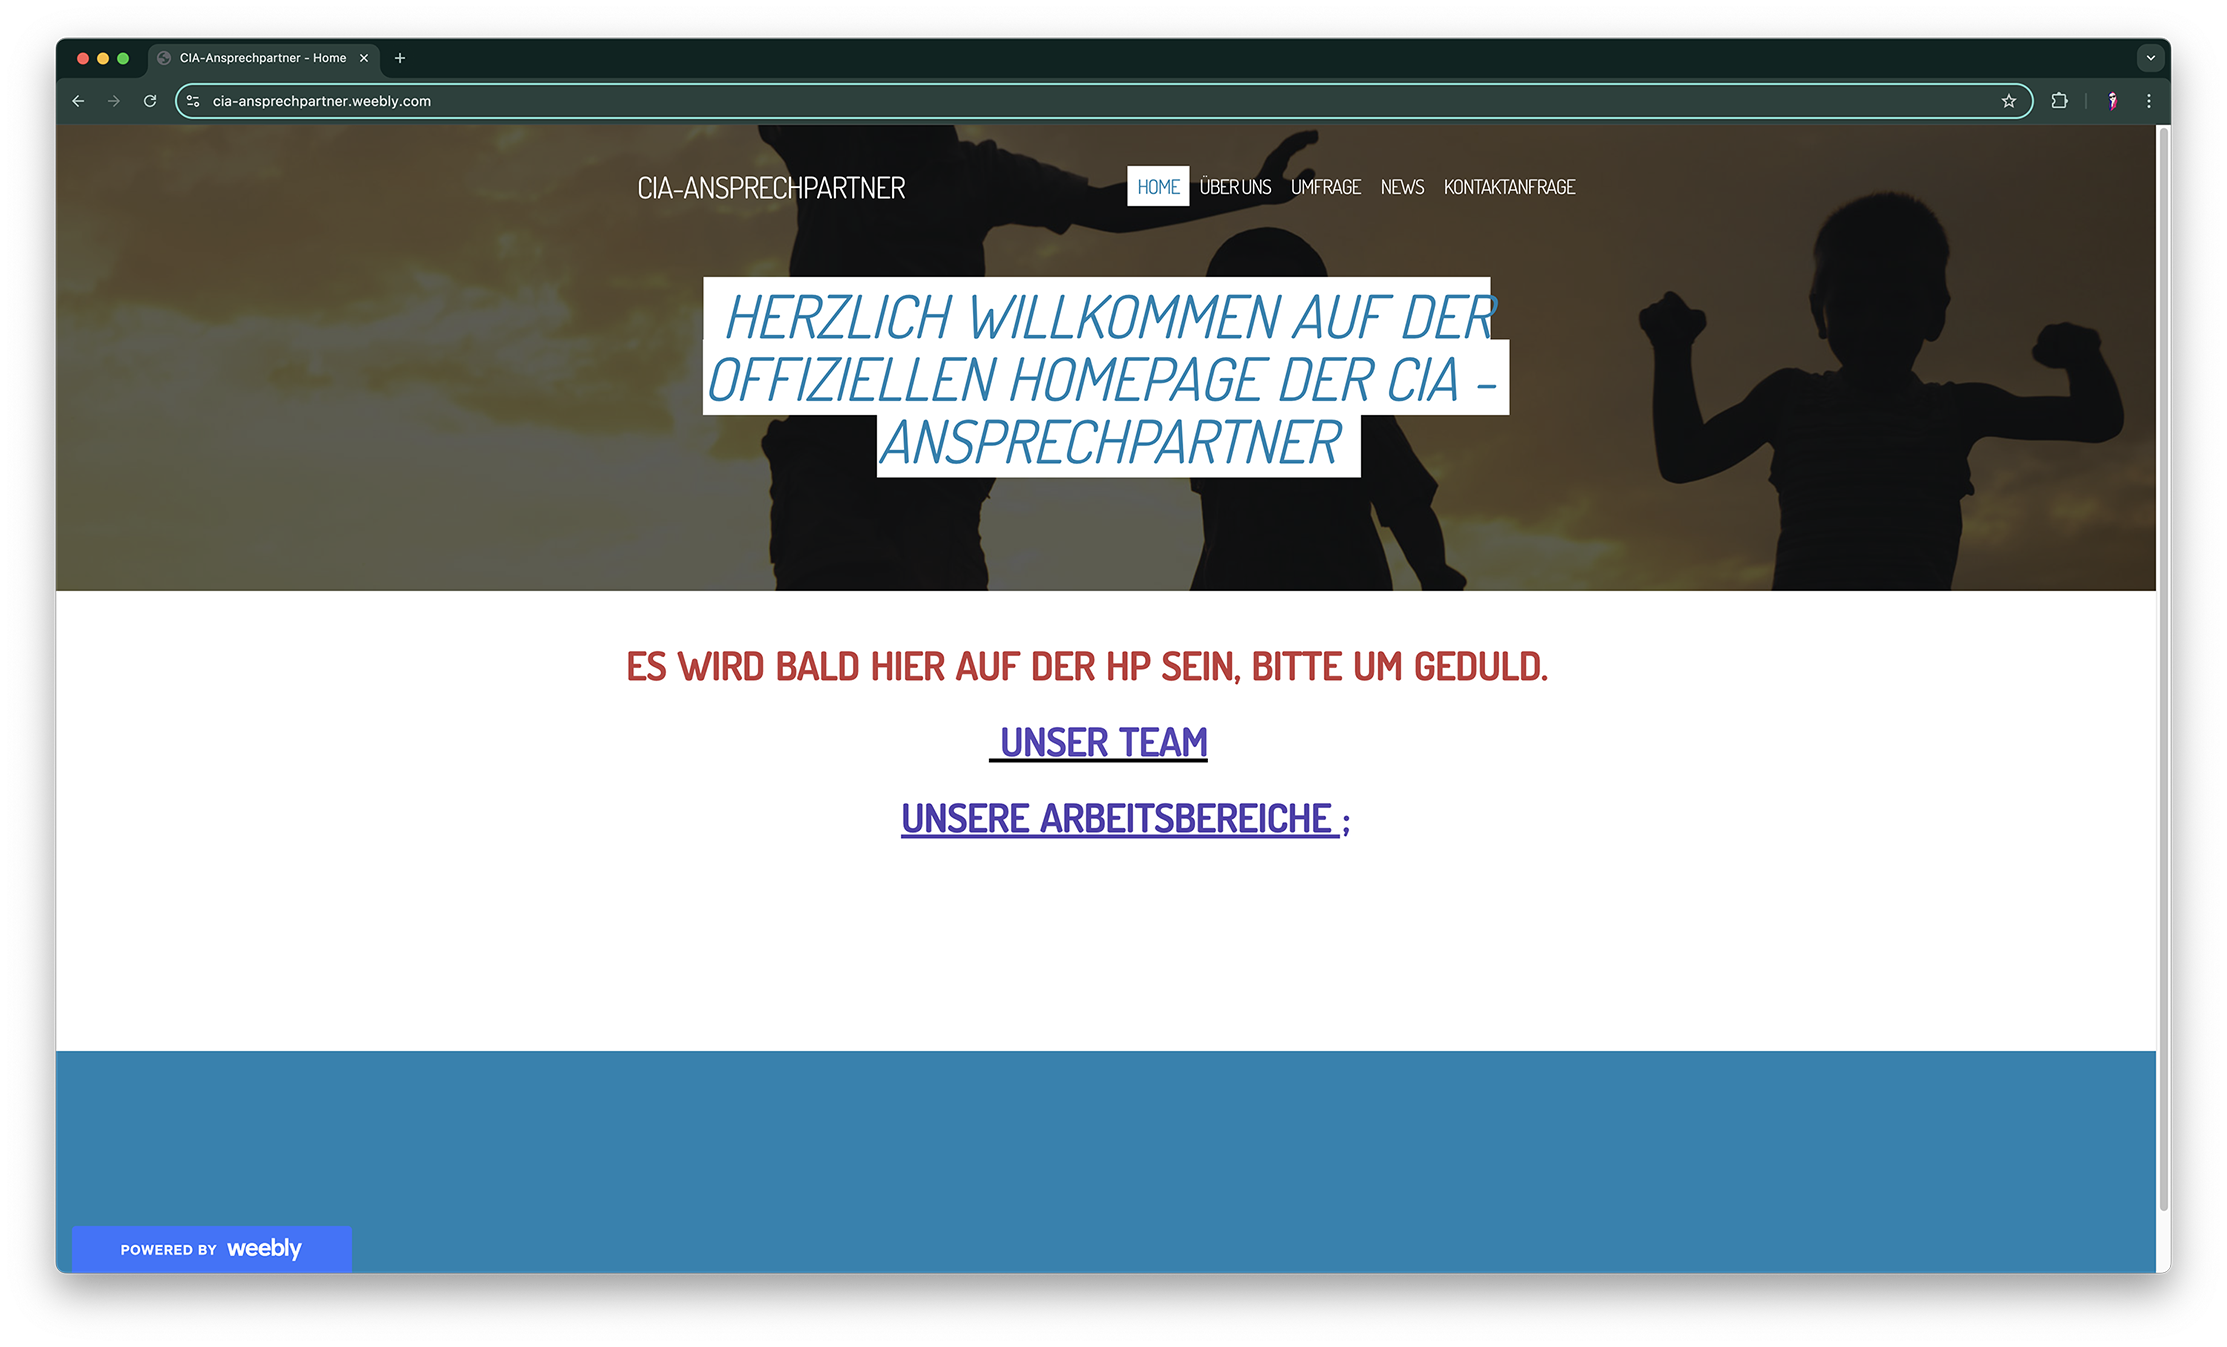 CIA-Ansprechpartner - Home
cia-ansprechpartner.weebly.com
CIA-ANSPRECHPARTNER
HOME ÜBER UNS UMFRAGE NEWS KONTAKTANFRAGE
HERZLICH WILLKOMMEN AUF DER
OFFIZIELLEN HOMEPAGE DER CIA -
ANSPRECHPARTNER
ES WIRD BALD HIER AUF DER HP SEIN, BITTE UM GEDULD.
UNSER TEAM
UNSERE ARBEITSBEREICHE ;
POWERED BY weebly